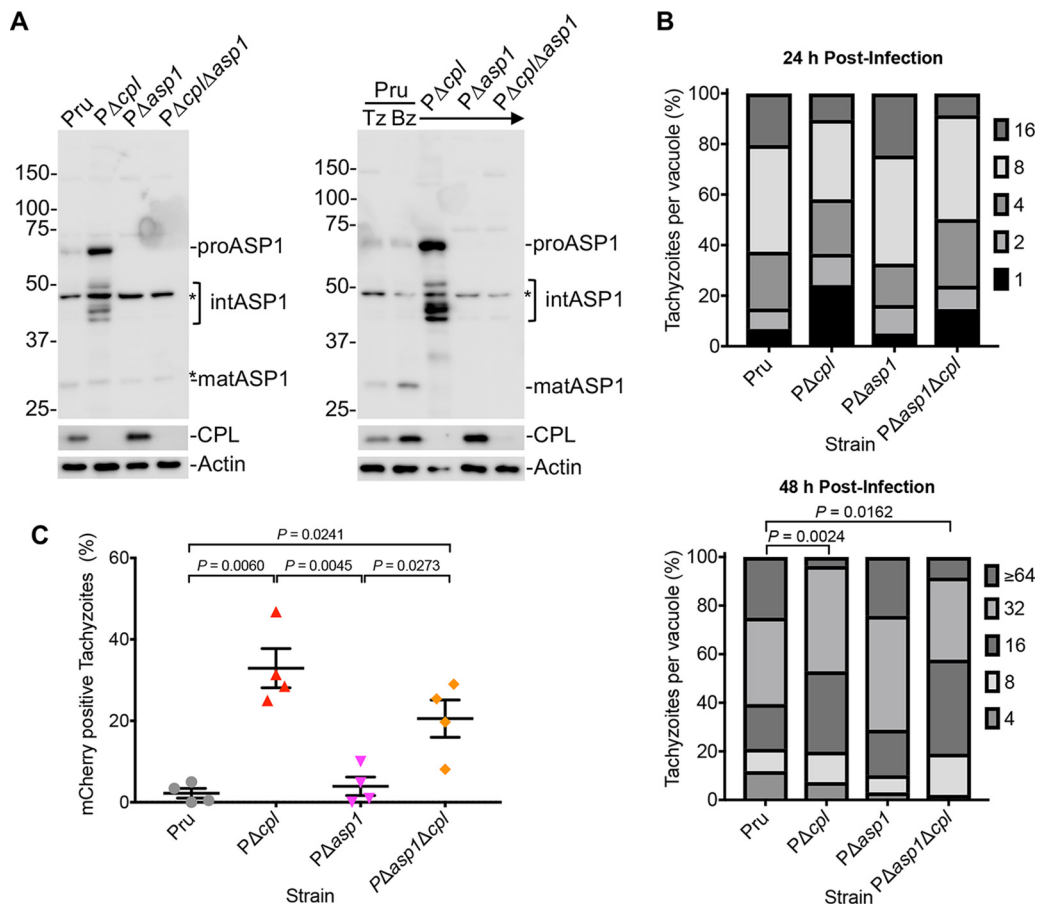 A
Pru
PΔcpl
PΔasp1
PΔcplΔasp1
150-
100-
75-
50-
37-
25-
-proASP1
*
intASP1
*
-matASP1
-CPL
-Actin
Pru
Tz Bz
PΔcpl
PΔasp1
PΔcplΔasp1
150-
100-
75-
50-
37-
25-
-proASP1
*
intASP1
matASP1
-CPL
-Actin
B
24 h Post-Infection
Tachyzoites per vacuole (%)
100
80
60
40
20
0
16
8
4
2
1
Pru
PΔcpl
PΔasp1
PΔasp1Δcpl
Strain
48 h Post-Infection
P = 0.0162
P = 0.0024
Tachyzoites per vacuole (%)
100
80
60
40
20
0
≥64
32
16
8
4
Pru
PΔcpl
PΔasp1
PΔasp1Δcpl
Strain
C
mCherry positive Tachyzoites (%)
60
40
20
0
P = 0.0241
P = 0.0060
P = 0.0045
P = 0.0273
Pru
PΔcpl
PΔasp1
PΔasp1Δcpl
Strain